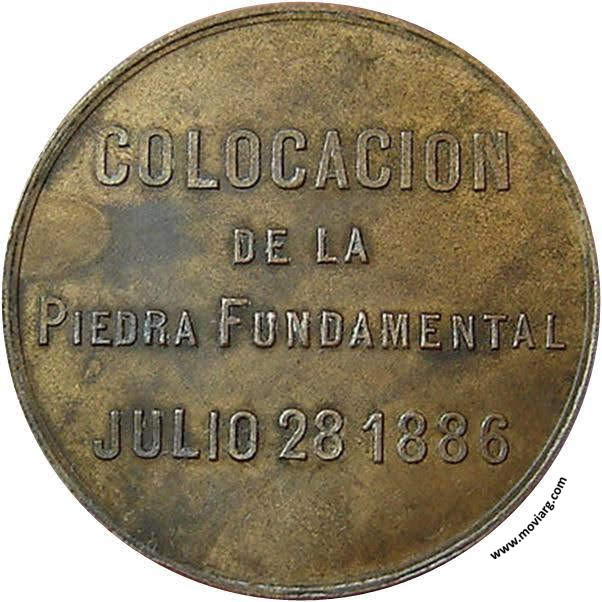 COLOCACION
DE LA
PIEDRA FUNDAMENTAL
JULIO 28 1886
www.moviarg.com